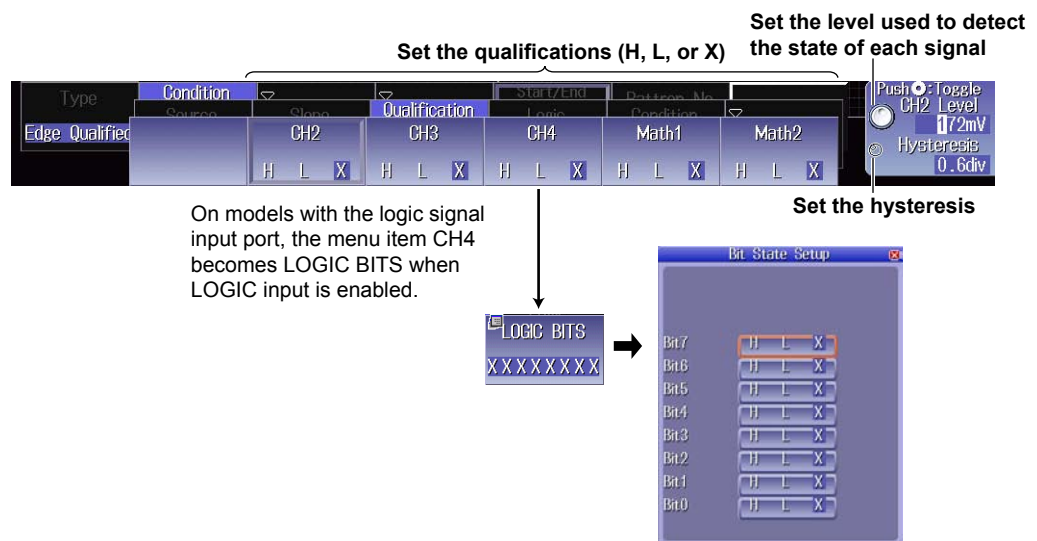 Set the level used to detect
the state of each signal
Set the qualifications (H, L, or X)
Type
Condition
Start/End
Pattron No
Push :Toggle
Source
Slope
Qualification
Logic
Condition
CH2 Level
Edge Qualified
CH2
CH3
CH4
Math1
Math2
172mV
Hysteresis
H L X
H L X
H L X
H L X
H L X
0.6div
Set the hysteresis
On models with the logic signal
input port, the menu item CH4
becomes LOGIC BITS when
LOGIC input is enabled.
Bit State Setup
LOGIC BITS
X X X X X X X X
Bit7 H L X
Bit6 H L X
Bit5 H L X
Bit4 H L X
Bit3 H L X
Bit2 H L X
Bit1 H L X
Bit0 H L X